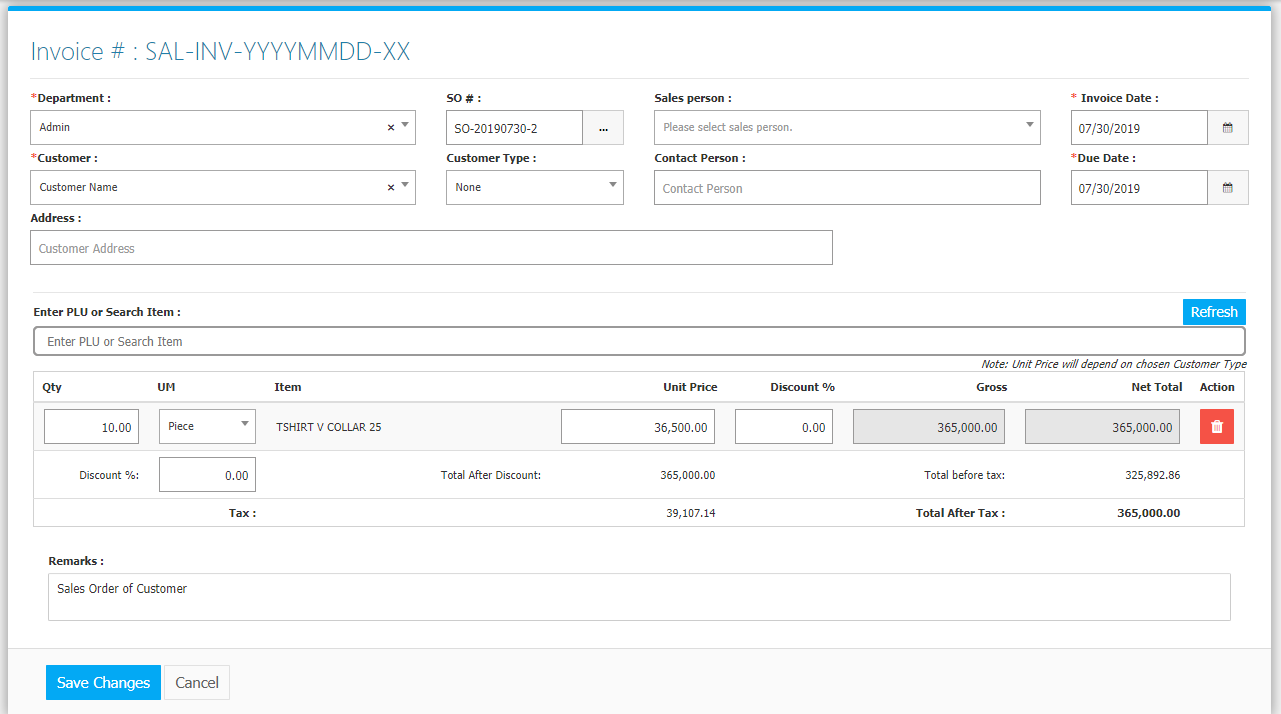 Invoice # : SAL-INV-YYYYMMDD-XX
*Department : SO # : Sales person : * Invoice Date :
Admin × SO-20190730-2 ... Please select sales person. 07/30/2019
*Customer : Customer Type : Contact Person : *Due Date :
Customer Name × None Contact Person 07/30/2019
Address :
Customer Address
Enter PLU or Search Item : Refresh
Enter PLU or Search Item
Note: Unit Price will depend on chosen Customer Type
Qty UM Item Unit Price Discount % Gross Net Total Action
10.00 Piece TSHIRT V COLLAR 25 36,500.00 0.00 365,000.00 365,000.00
Discount %: 0.00 Total After Discount: 365,000.00 Total before tax: 325,892.86
Tax : 39,107.14 Total After Tax : 365,000.00
Remarks :
Sales Order of Customer
Save Changes Cancel